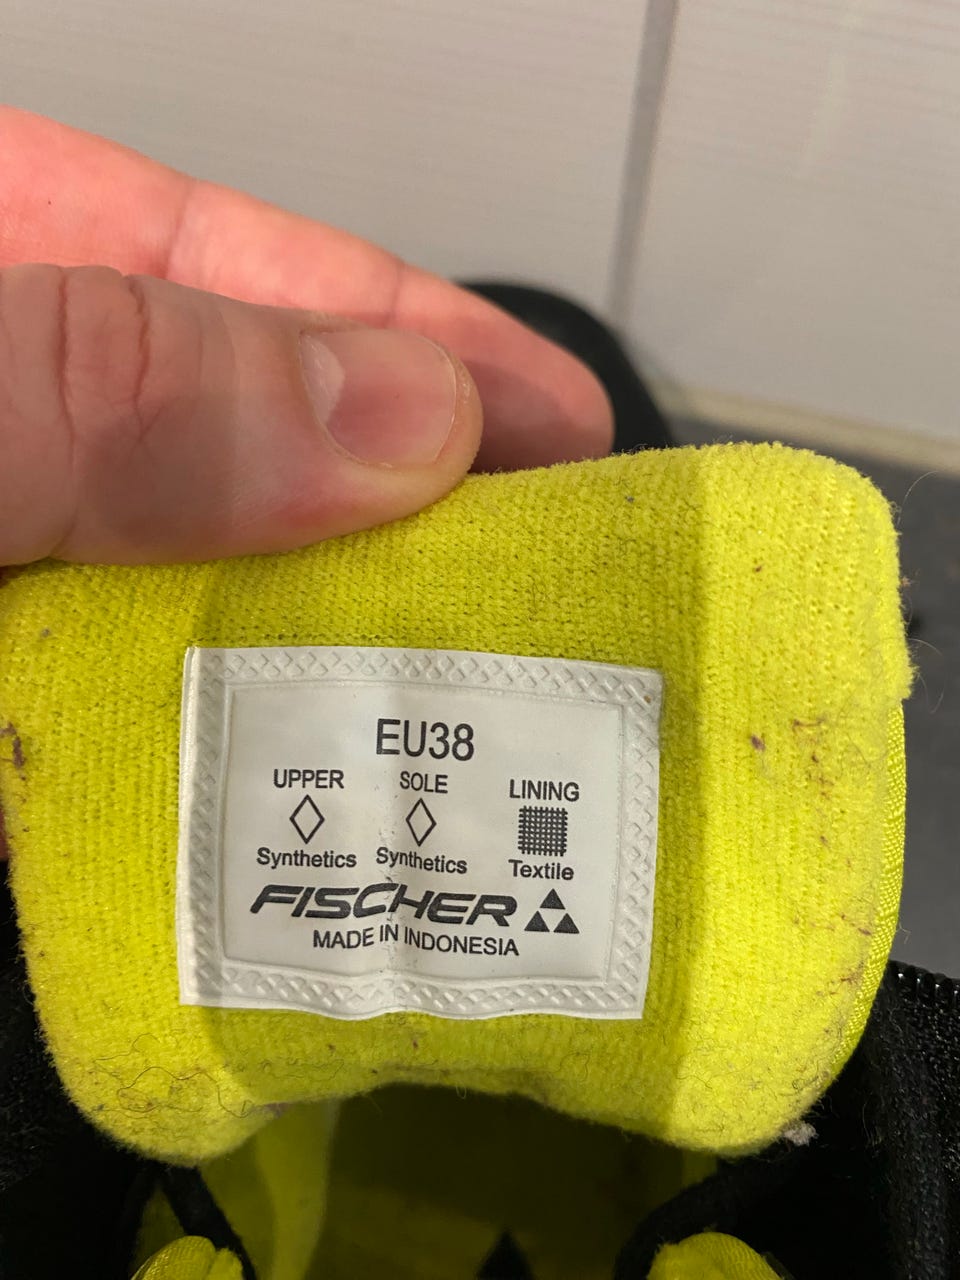 EU38
UPPER SOLE LINING
Synthetics Synthetics Textile
FISCHER
MADE IN INDONESIA